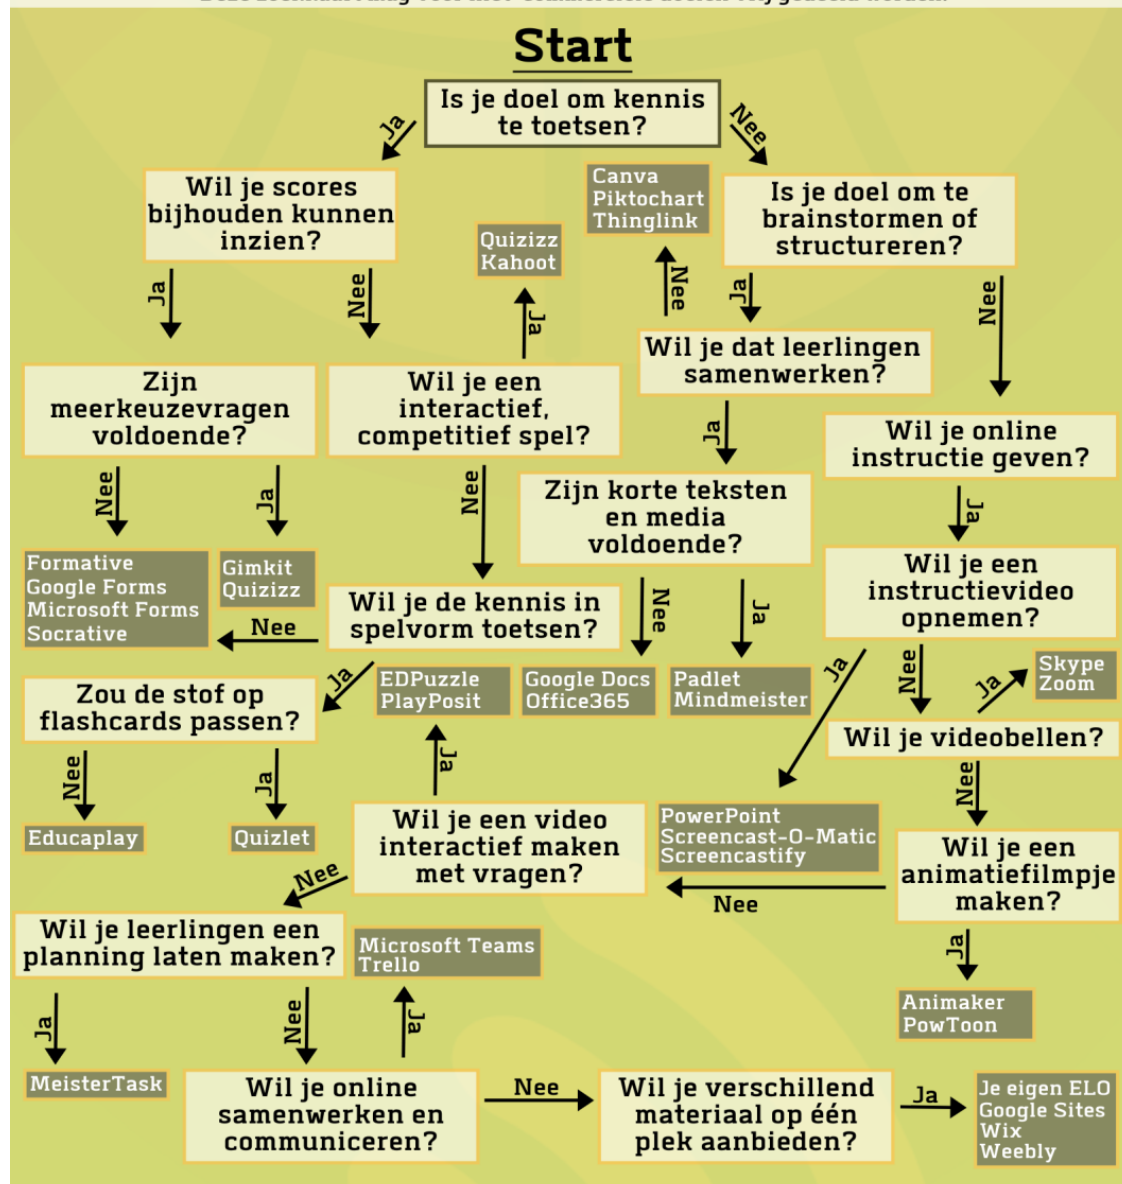 Start
Is je doel om kennis
te toetsen?
Ja
Nee
Wil je scores
bijhouden kunnen
inzien?
Canva
Piktochart
Thinglink
Is je doel om te
brainstormen of
structureren?
Quizizz
Kahoot
Ja
Nee
Ja
Nee
Ja
Nee
Wil je dat leerlingen
samenwerken?
Zijn
meerkeuzevragen
voldoende?
Wil je een
interactief,
competitief spel?
Ja
Wil je online
instructie geven?
Nee
Ja
Nee
Zijn korte teksten
en media
voldoende?
Ja
Formative
Google Forms
Microsoft Forms
Socrative
Gimkit
Quizizz
Wil je de kennis in
spelvorm toetsen?
Nee
Nee
Ja
Wil je een
instructievideo
opnemen?
Zou de stof op
flashcards passen?
Ja
EDPuzzle
PlayPosit
Google Docs
Office365
Padlet
Mindmeister
Ja
Nee
Ja
Skype
Zoom
Wil je videobellen?
Nee
Ja
Ja
Nee
Educaplay
Quizlet
Wil je een video
interactief maken
met vragen?
PowerPoint
Screencast-O-Matic
Screencastify
Wil je een
animatiefilmpje
maken?
Nee
Nee
Wil je leerlingen een
planning laten maken?
Microsoft Teams
Trello
Ja
Animaker
PowToon
Ja
Nee
Ja
MeisterTask
Wil je online
samenwerken en
communiceren?
Nee
Wil je verschillend
materiaal op één
plek aanbieden?
Ja
Je eigen ELO
Google Sites
Wix
Weebly